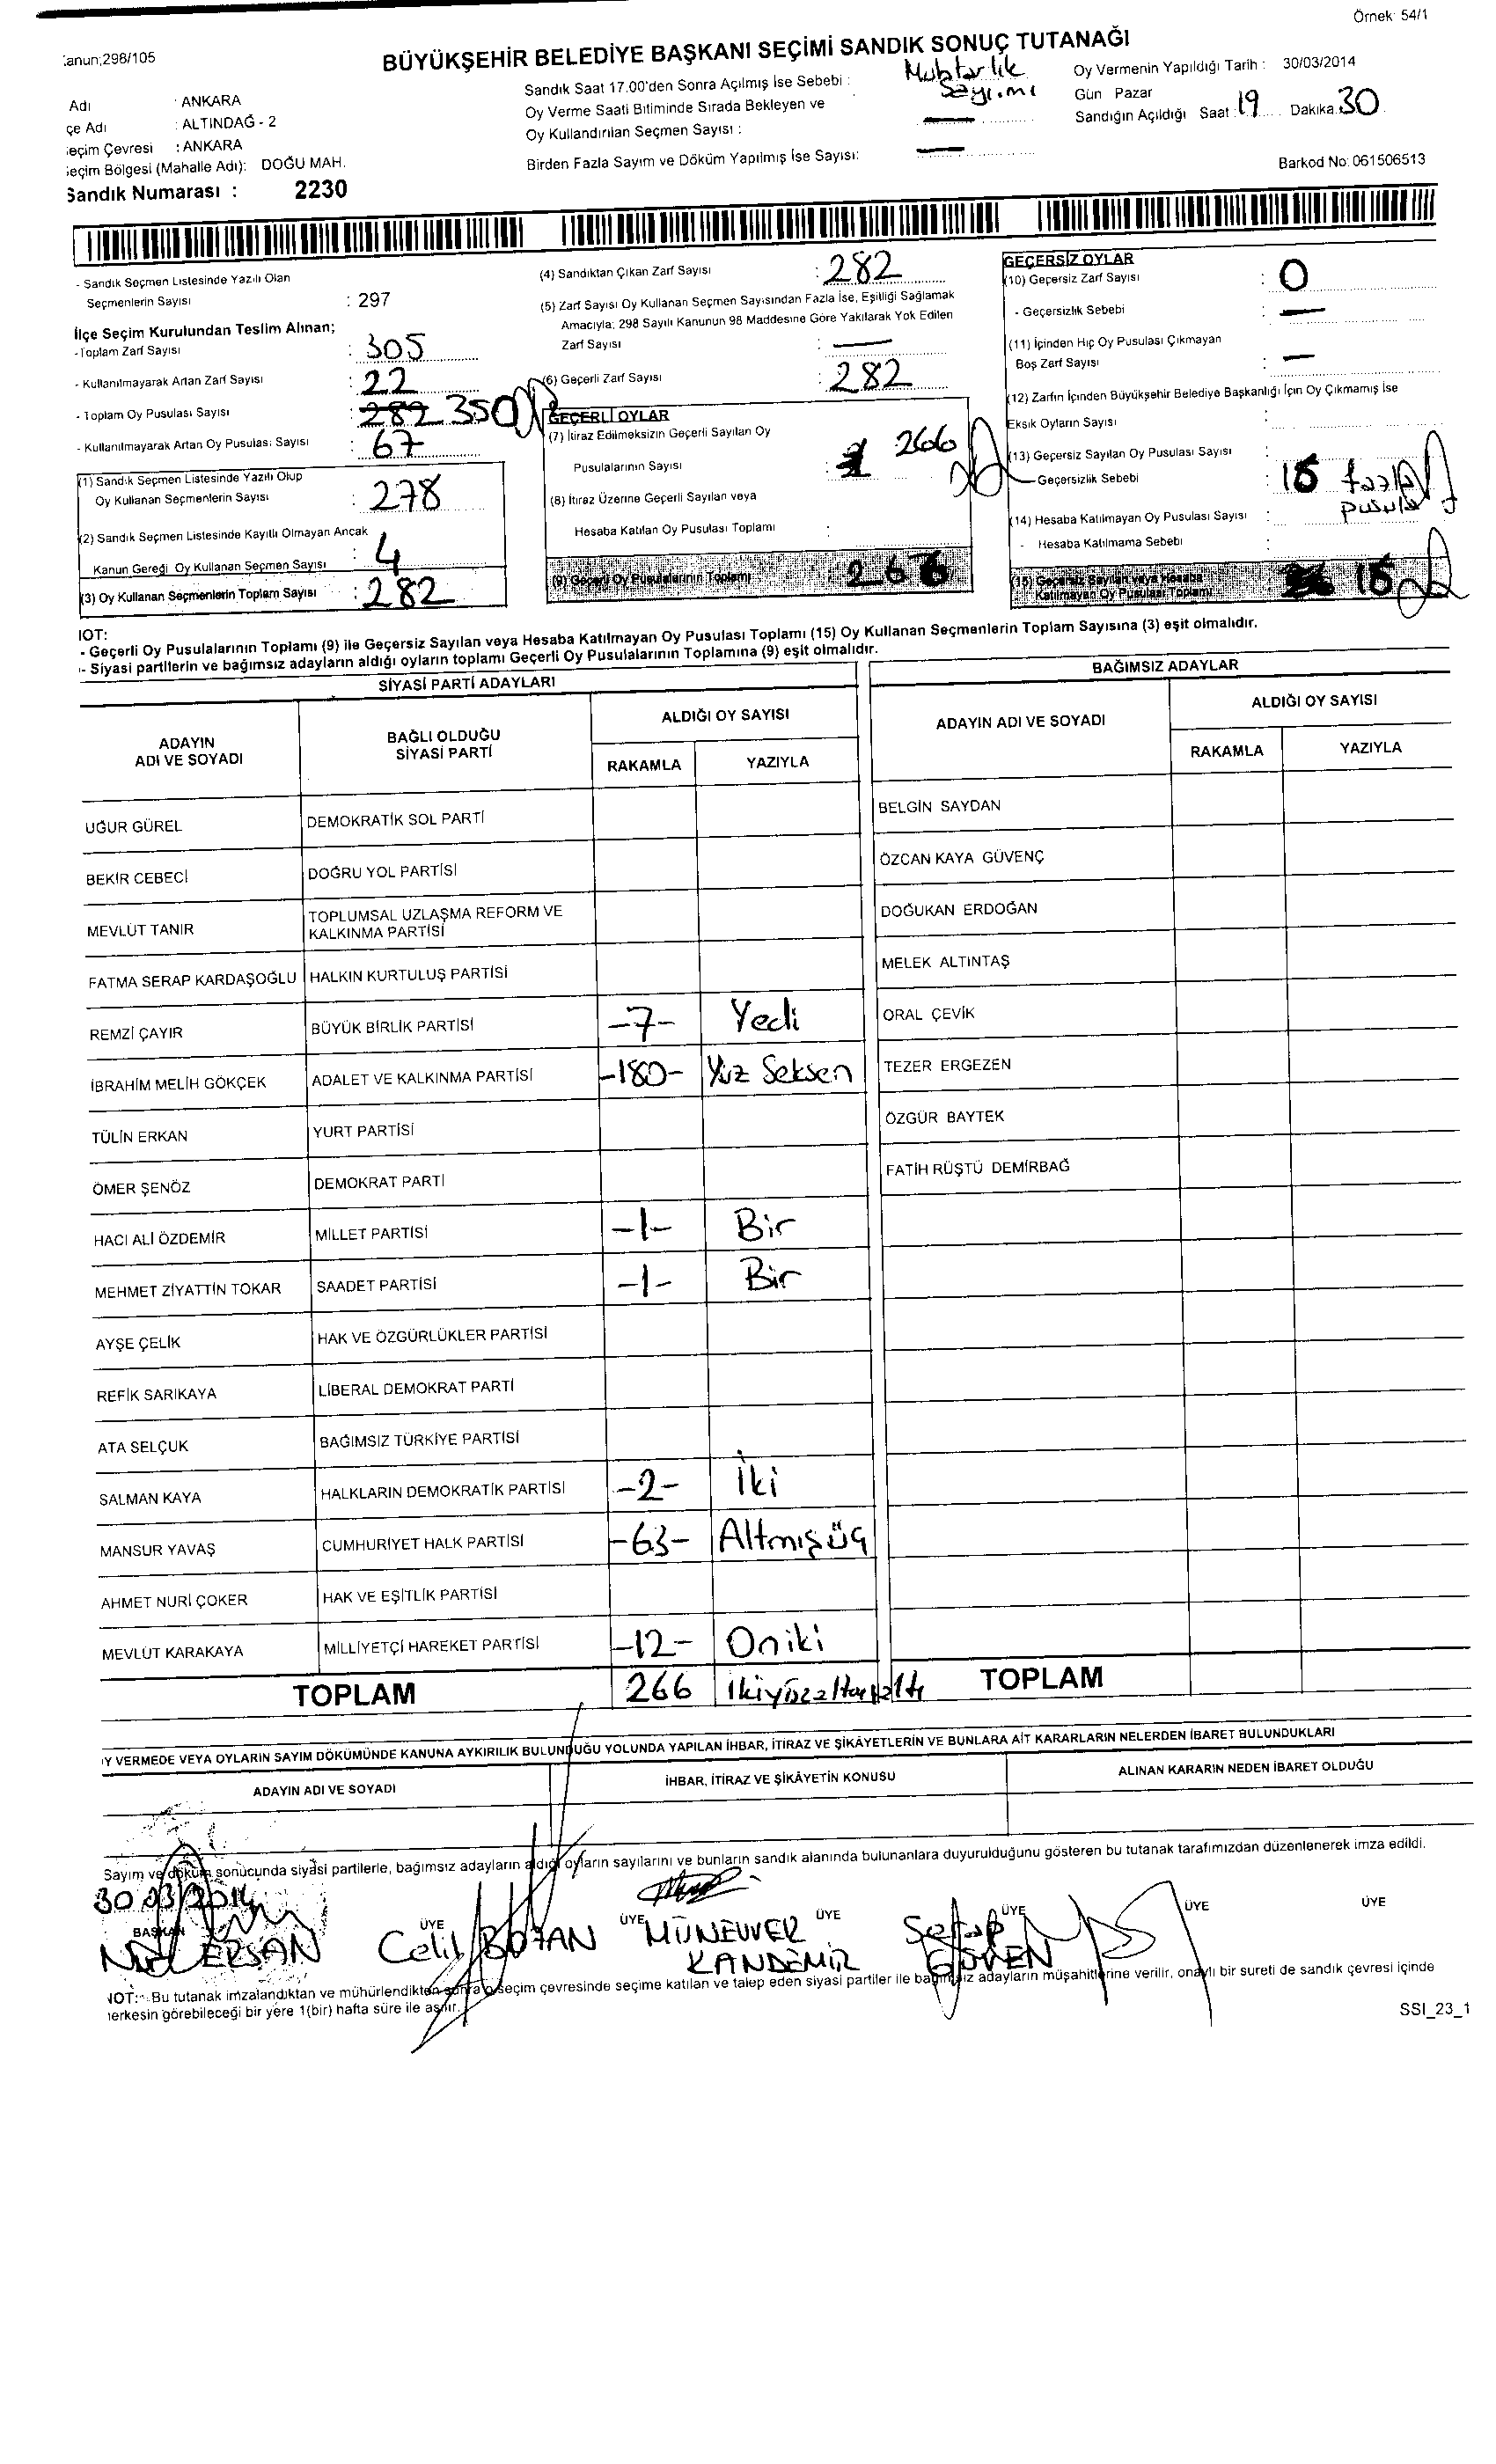 Örnek: 54/1
:anun;298/105
BÜYÜKŞEHİR BELEDİYE BAŞKANI SEÇİMİ SANDIK SONUÇ TUTANAĞI
Adı : ANKARA
çe Adı : ALTINDAĞ - 2
eçim Çevresi : ANKARA
eçim Bölgesi (Mahalle Adı): DOĞU MAH.
Sandık Numarası : 2230
Sandık Saat 17.00'den Sonra Açılmış İse Sebebi : Muhtarlık Sayımı
Oy Verme Saati Bitiminde Sırada Bekleyen ve
Oy Kullandırılan Seçmen Sayısı : —
Birden Fazla Sayım ve Döküm Yapılmış İse Sayısı: —
Oy Vermenin Yapıldığı Tarih : 30/03/2014
Gün Pazar
Sandığın Açıldığı Saat : 19 Dakika 30
Barkod No: 061506513
- Sandık Seçmen Listesinde Yazılı Olan
Seçmenlerin Sayısı : 297
İlçe Seçim Kurulundan Teslim Alınan;
-Toplam Zarf Sayısı : 305
- Kullanılmayarak Artan Zarf Sayısı : 22
- Toplam Oy Pusulası Sayısı : 282 350
- Kullanılmayarak Artan Oy Pusulası Sayısı : 67
(1) Sandık Seçmen Listesinde Yazılı Olup
Oy Kullanan Seçmenlerin Sayısı : 278
(2) Sandık Seçmen Listesinde Kayıtlı Olmayan Ancak
Kanun Gereği Oy Kullanan Seçmen Sayısı : 4
(3) Oy Kullanan Seçmenlerin Toplam Sayısı : 282
(4) Sandıktan Çıkan Zarf Sayısı : 282
(5) Zarf Sayısı Oy Kullanan Seçmen Sayısından Fazla İse, Eşitliği Sağlamak
Amacıyla; 298 Sayılı Kanunun 98 Maddesine Göre Yakılarak Yok Edilen
Zarf Sayısı : —
(6) Geçerli Zarf Sayısı : 282
GEÇERLİ OYLAR
(7) İtiraz Edilmeksizin Geçerli Sayılan Oy
Pusulalarının Sayısı : 266
(8) İtiraz Üzerine Geçerli Sayılan veya
Hesaba Katılan Oy Pusulası Toplamı :
(9) Geçerli Oy Pusulalarının Toplamı : 266
GEÇERSİZ OYLAR
(10) Geçersiz Zarf Sayısı : 0
- Geçersizlik Sebebi : —
(11) İçinden Hiç Oy Pusulası Çıkmayan
Boş Zarf Sayısı : —
(12) Zarfın İçinden Büyükşehir Belediye Başkanlığı İçin Oy Çıkmamış İse
Eksik Oyların Sayısı :
(13) Geçersiz Sayılan Oy Pusulası Sayısı :
- Geçersizlik Sebebi : fazla pusula
(14) Hesaba Katılmayan Oy Pusulası Sayısı :
- Hesaba Katılmama Sebebi :
(15) Geçersiz Sayılan veya Hesaba
Katılmayan Oy Pusulası Toplamı
IOT:
- Geçerli Oy Pusulalarının Toplamı (9) ile Geçersiz Sayılan veya Hesaba Katılmayan Oy Pusulası Toplamı (15) Oy Kullanan Seçmenlerin Toplam Sayısına (3) eşit olmalıdır.
- Siyasi partilerin ve bağımsız adayların aldığı oyların toplamı Geçerli Oy Pusulalarının Toplamına (9) eşit olmalıdır.
SİYASİ PARTİ ADAYLARI
BAĞIMSIZ ADAYLAR
ADAYIN ADI VE SOYADI
BAĞLI OLDUĞU SİYASİ PARTİ
ALDIĞI OY SAYISI
RAKAMLA YAZIYLA
ADAYIN ADI VE SOYADI
ALDIĞI OY SAYISI
RAKAMLA YAZIYLA
UĞUR GÜREL DEMOKRATİK SOL PARTİ BELGİN SAYDAN
BEKİR CEBECİ DOĞRU YOL PARTİSİ ÖZCAN KAYA GÜVENÇ
MEVLÜT TANIR TOPLUMSAL UZLAŞMA REFORM VE KALKINMA PARTİSİ DOĞUKAN ERDOĞAN
FATMA SERAP KARDAŞOĞLU HALKIN KURTULUŞ PARTİSİ MELEK ALTINTAŞ
REMZİ ÇAYIR BÜYÜK BİRLİK PARTİSİ -7- Yedi ORAL ÇEVİK
İBRAHİM MELİH GÖKÇEK ADALET VE KALKINMA PARTİSİ -180- Yüz Seksen TEZER ERGEZEN
TÜLİN ERKAN YURT PARTİSİ ÖZGÜR BAYTEK
ÖMER ŞENÖZ DEMOKRAT PARTİ FATİH RÜŞTÜ DEMİRBAĞ
HACI ALİ ÖZDEMİR MİLLET PARTİSİ -1- Bir
MEHMET ZİYATTİN TOKAR SAADET PARTİSİ -1- Bir
AYŞE ÇELİK HAK VE ÖZGÜRLÜKLER PARTİSİ
REFİK SARIKAYA LİBERAL DEMOKRAT PARTİ
ATA SELÇUK BAĞIMSIZ TÜRKİYE PARTİSİ
SALMAN KAYA HALKLARIN DEMOKRATİK PARTİSİ -2- İki
MANSUR YAVAŞ CUMHURİYET HALK PARTİSİ -63- Altmışüç
AHMET NURİ ÇOKER HAK VE EŞİTLİK PARTİSİ
MEVLÜT KARAKAYA MİLLİYETÇİ HAREKET PARTİSİ -12- Oniki
TOPLAM 266 ikiyüzaltmışaltı TOPLAM
IY VERMEDE VEYA OYLARIN SAYIM DÖKÜMÜNDE KANUNA AYKIRILIK BULUNDUĞU YOLUNDA YAPILAN İHBAR, İTİRAZ VE ŞİKÂYETLERİN VE BUNLARA AİT KARARLARIN NELERDEN İBARET BULUNDUKLARI
ADAYIN ADI VE SOYADI İHBAR, İTİRAZ VE ŞİKÂYETİN KONUSU ALINAN KARARIN NEDEN İBARET OLDUĞU
Sayım ve döküm sonucunda siyasi partilerle, bağımsız adayların aldığı oyların sayılarını ve bunların sandık alanında bulunanlara duyurulduğunu gösteren bu tutanak tarafımızdan düzenlenerek imza edildi.
30 03/2014
BAŞKAN ÜYE ÜYE ÜYE ÜYE ÜYE ÜYE
ERSAN Celil BOZAN MÜNEVVER KANDEMİR Serap GÜVEN
IOT: Bu tutanak imzalandıktan ve mühürlendikten sonra o seçim çevresinde seçime katılan ve talep eden siyasi partiler ile bağımsız adayların müşahitlerine verilir, onaylı bir sureti de sandık çevresi içinde
ıerkesin görebileceği bir yere 1(bir) hafta süre ile asılır.
SSI_23_1